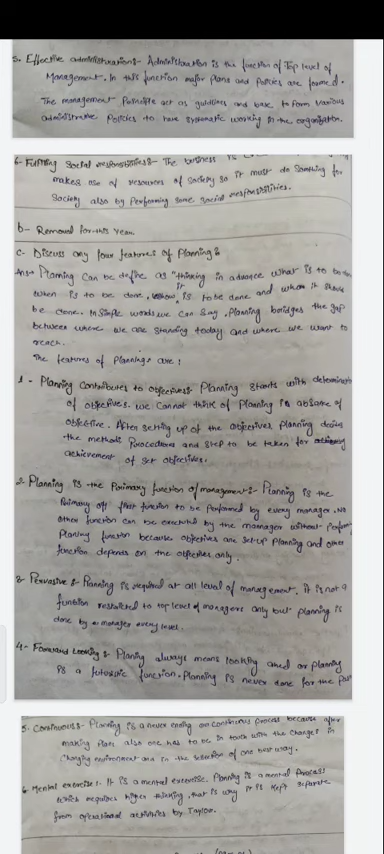 5. Effective administrations- Administration is the function of Top level of
Management. In this function major plans and policies are formed.
The management Principle act as guidlines and base to form various
administrative policies to have systematic working in the organization.
6- Fulfilling Social responsibilities- The business is
makes use of resources of society so it must do something for
society also by performing some social responsibilities.
b- Removed for this year
C- Discuss any four features of Planning
Ans Planning can be define as "thinking in advance what is to be
when is to be done, is to be done and whom it should
be done. In simple words we can say, planning bridges the gap
between where we are standing today and where we want to
reach.
The features of Planning are:
1- Planning contributes to objectives- Planning starts with
of objectives. we cannot think of planning in absence of
objective. After setting up of the objectives, planning decides
the methods Procedures and step to be taken for
achievement of set objectives.
2- Planning is the Primary function of management- Planning is the
Primary function to be performed by every manager. No
other function can be executed by the manager without
planning function because objectives are set-up planning and other
function depends on the objectives only.
3- Pervasive- Planning is required at all level of management. It is not a
function restricted to top level of managers only but planning is
done by manager every level.
4- Forward Looking- Planing always means looking or planning
is a futuristic function. Planning is never done for the past
5. Continuous- Planning is a never ending or continuous process because after
making plans also one has to be in touch with the changes in
changing environment and in the selection of one best way.
6. Mental exercise:- It is a mental exercise. Planning is a mental Process
which requires higher thinking, that is why it is kept separate
from operational activities by Taylor.